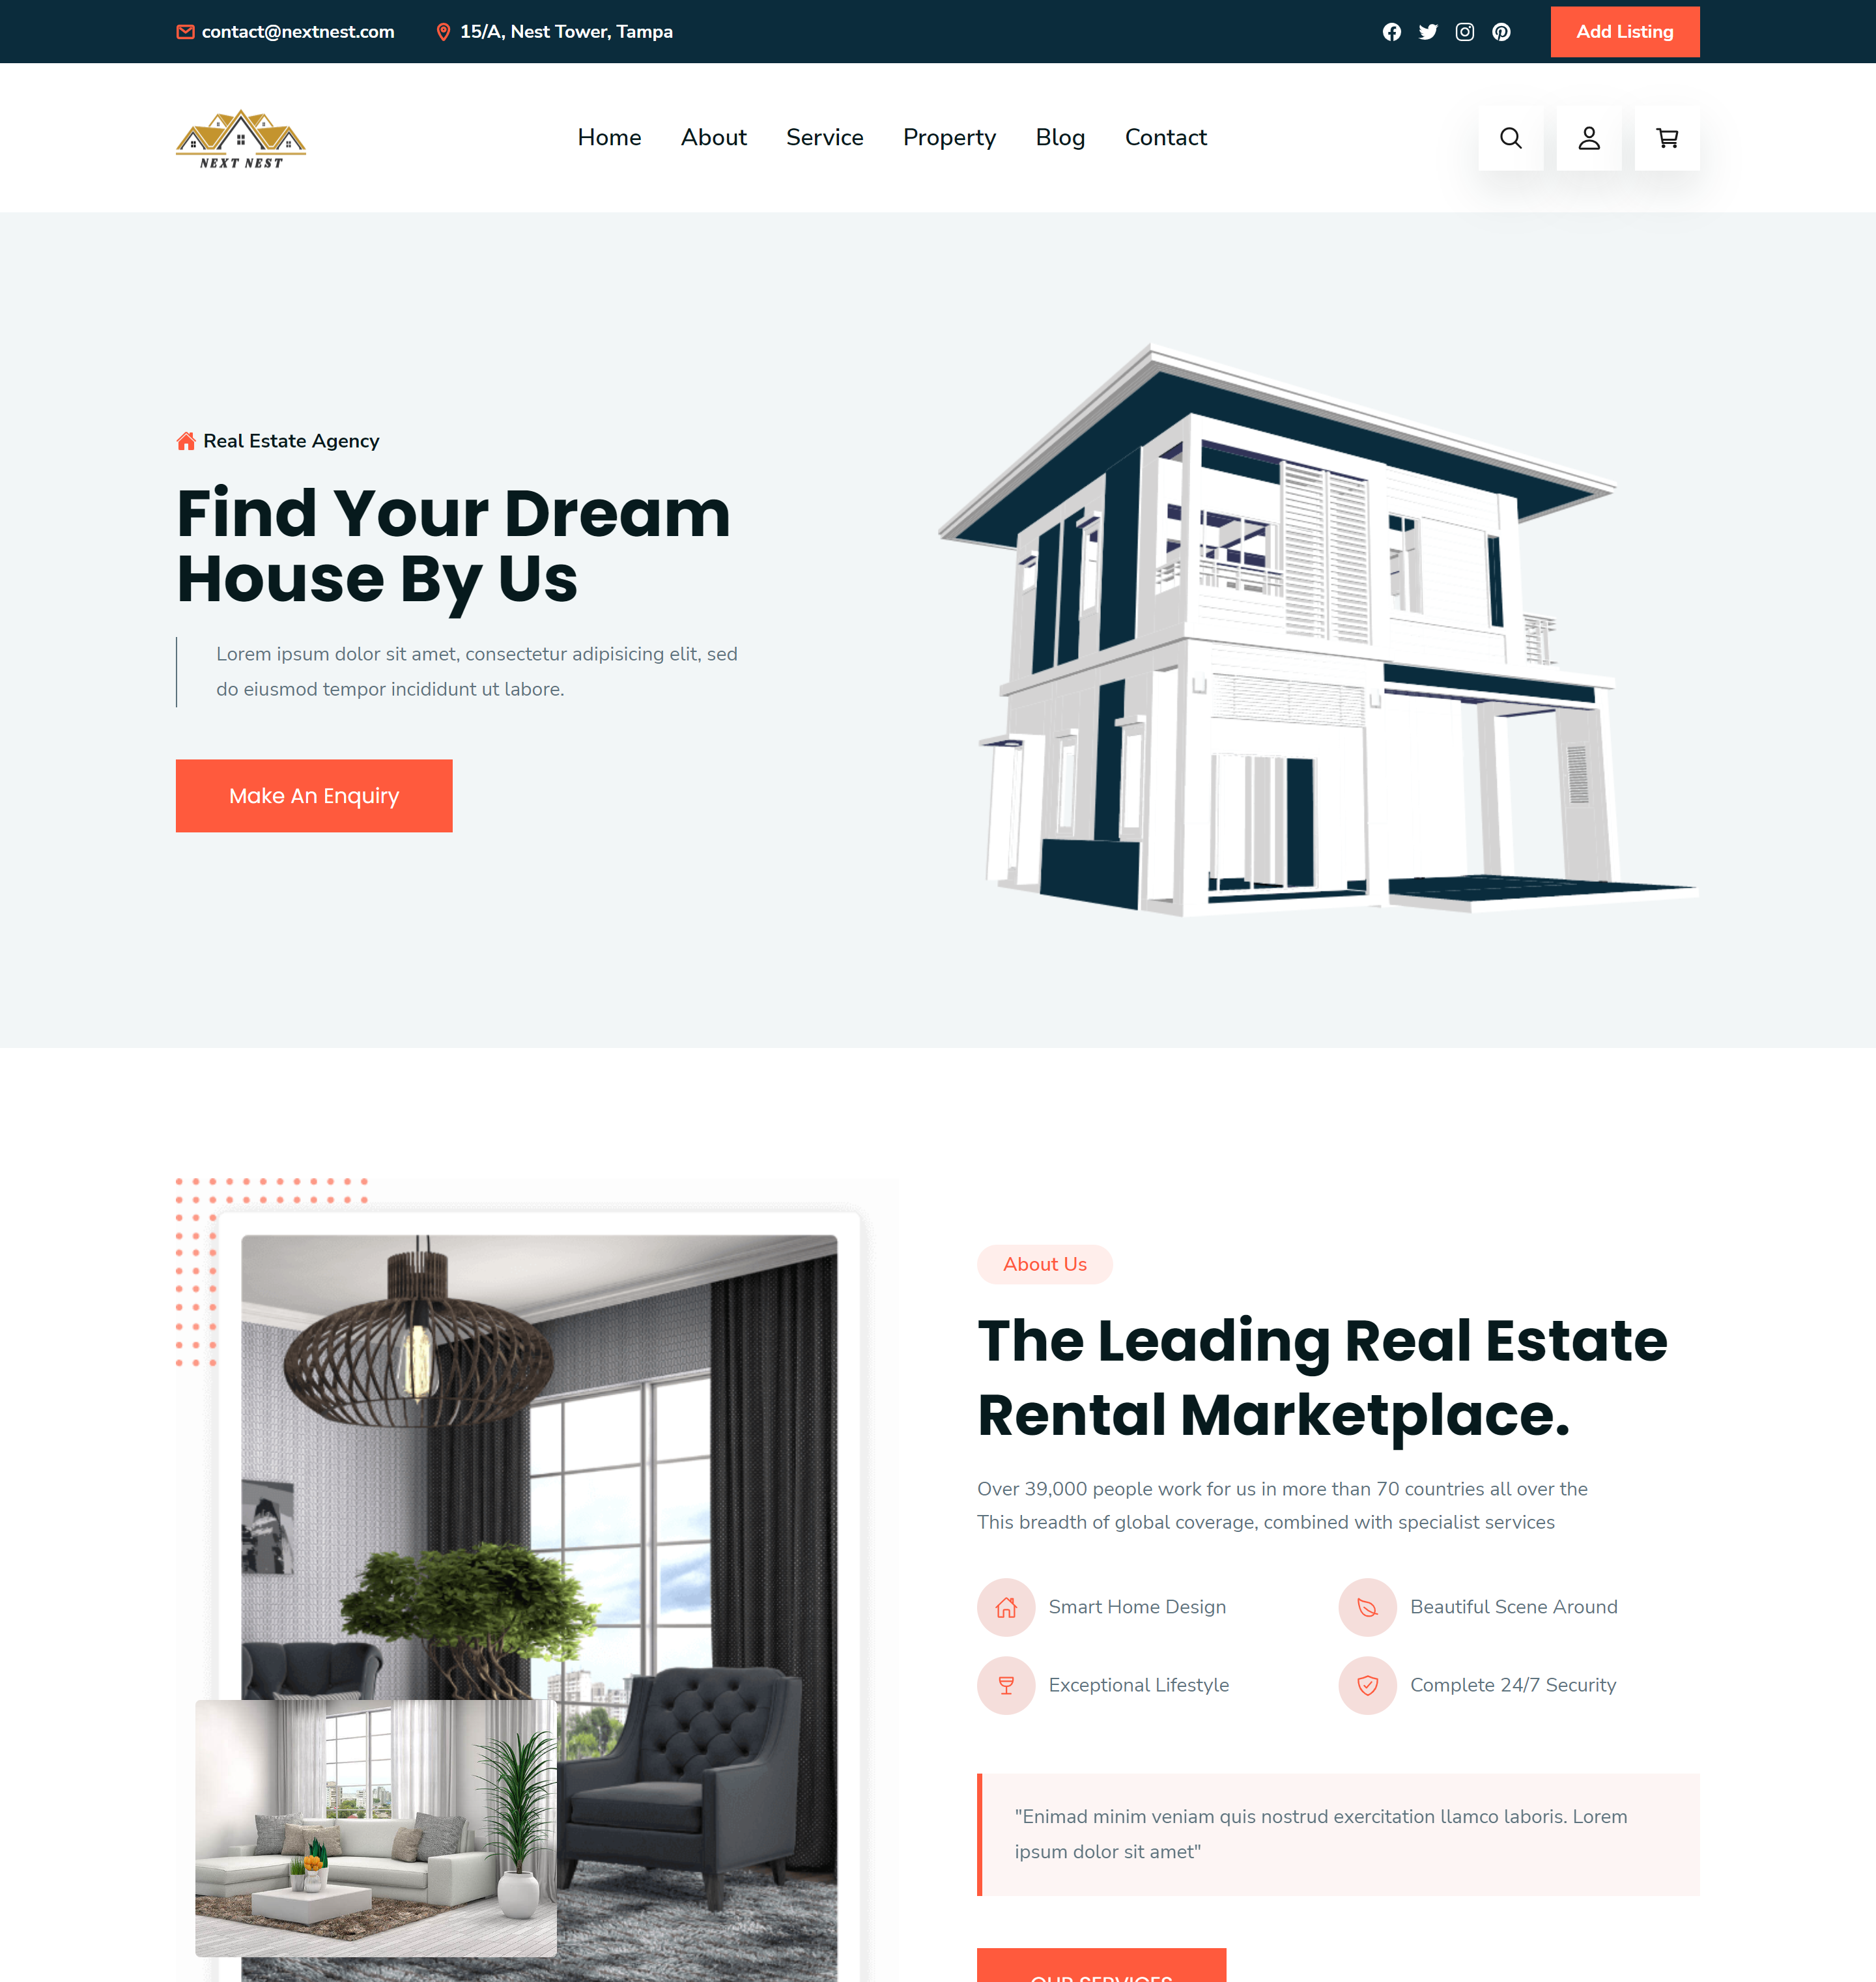 contact@nextnest.com
15/A, Nest Tower, Tampa
Add Listing
NEXT NEST
Home
About
Service
Property
Blog
Contact
Real Estate Agency
Find Your Dream
House By Us
Lorem ipsum dolor sit amet, consectetur adipisicing elit, sed
do eiusmod tempor incididunt ut labore.
Make An Enquiry
About Us
The Leading Real Estate
Rental Marketplace.
Over 39,000 people work for us in more than 70 countries all over the
This breadth of global coverage, combined with specialist services
Smart Home Design
Beautiful Scene Around
Exceptional Lifestyle
Complete 24/7 Security
"Enimad minim veniam quis nostrud exercitation llamco laboris. Lorem
ipsum dolor sit amet"
OUR SERVICES